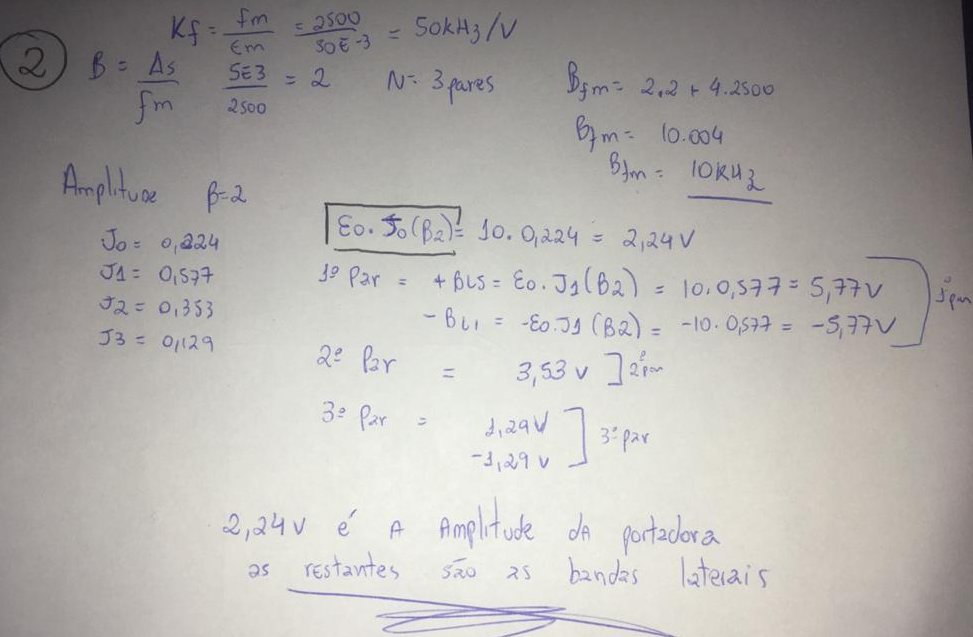 Kf = fm / Em = 2500 / 50E-3 = 50kHz/V
2 B = Δs / fm 5E3 / 2500 = 2 N = 3 pares
Bfm = 2.2 + 4.2500
Bfm = 10.004
Bfm = 10KHz
Amplitude β=2
J0 = 0,224
J1 = 0,577
J2 = 0,353
J3 = 0,129
Eo. Jo(β2) = 10. 0,224 = 2,24 V
1º Par = + BLS = Eo. J1(β2) = 10. 0,577 = 5,77V
- BLI = -Eo. J1(β2) = -10. 0,577 = -5,77V
1º par
2º Par = 3,53 v 2º par
3º Par = 1,29V
-1,29 v
3º par
2,24v é A Amplitude dA portadora
as restantes são as bandas laterais